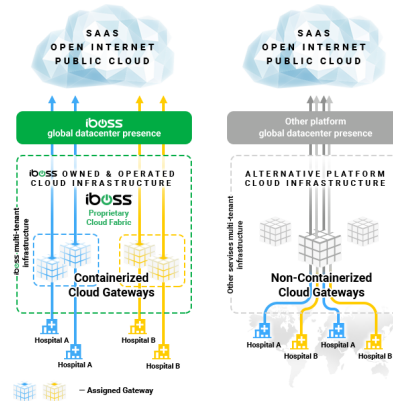 SAAS
OPEN INTERNET
PUBLIC CLOUD
iboss
global datacenter presence
iboss OWNED & OPERATED
CLOUD INFRASTRUCTURE
iboss
Proprietary
Cloud Fabric
iboss multi-tenant-
infrastructure
Containerized
Cloud Gateways
Hospital A
Hospital A
Hospital B
Hospital B
— Assigned Gateway
SAAS
OPEN INTERNET
PUBLIC CLOUD
Other platform
global datacenter presence
ALTERNATIVE PLATFORM
CLOUD INFRASTRUCTURE
Other servises multi-tenant
infrastructure
Non-Containerized
Cloud Gateways
Hospital A
Hospital B
Hospital A
Hospital B